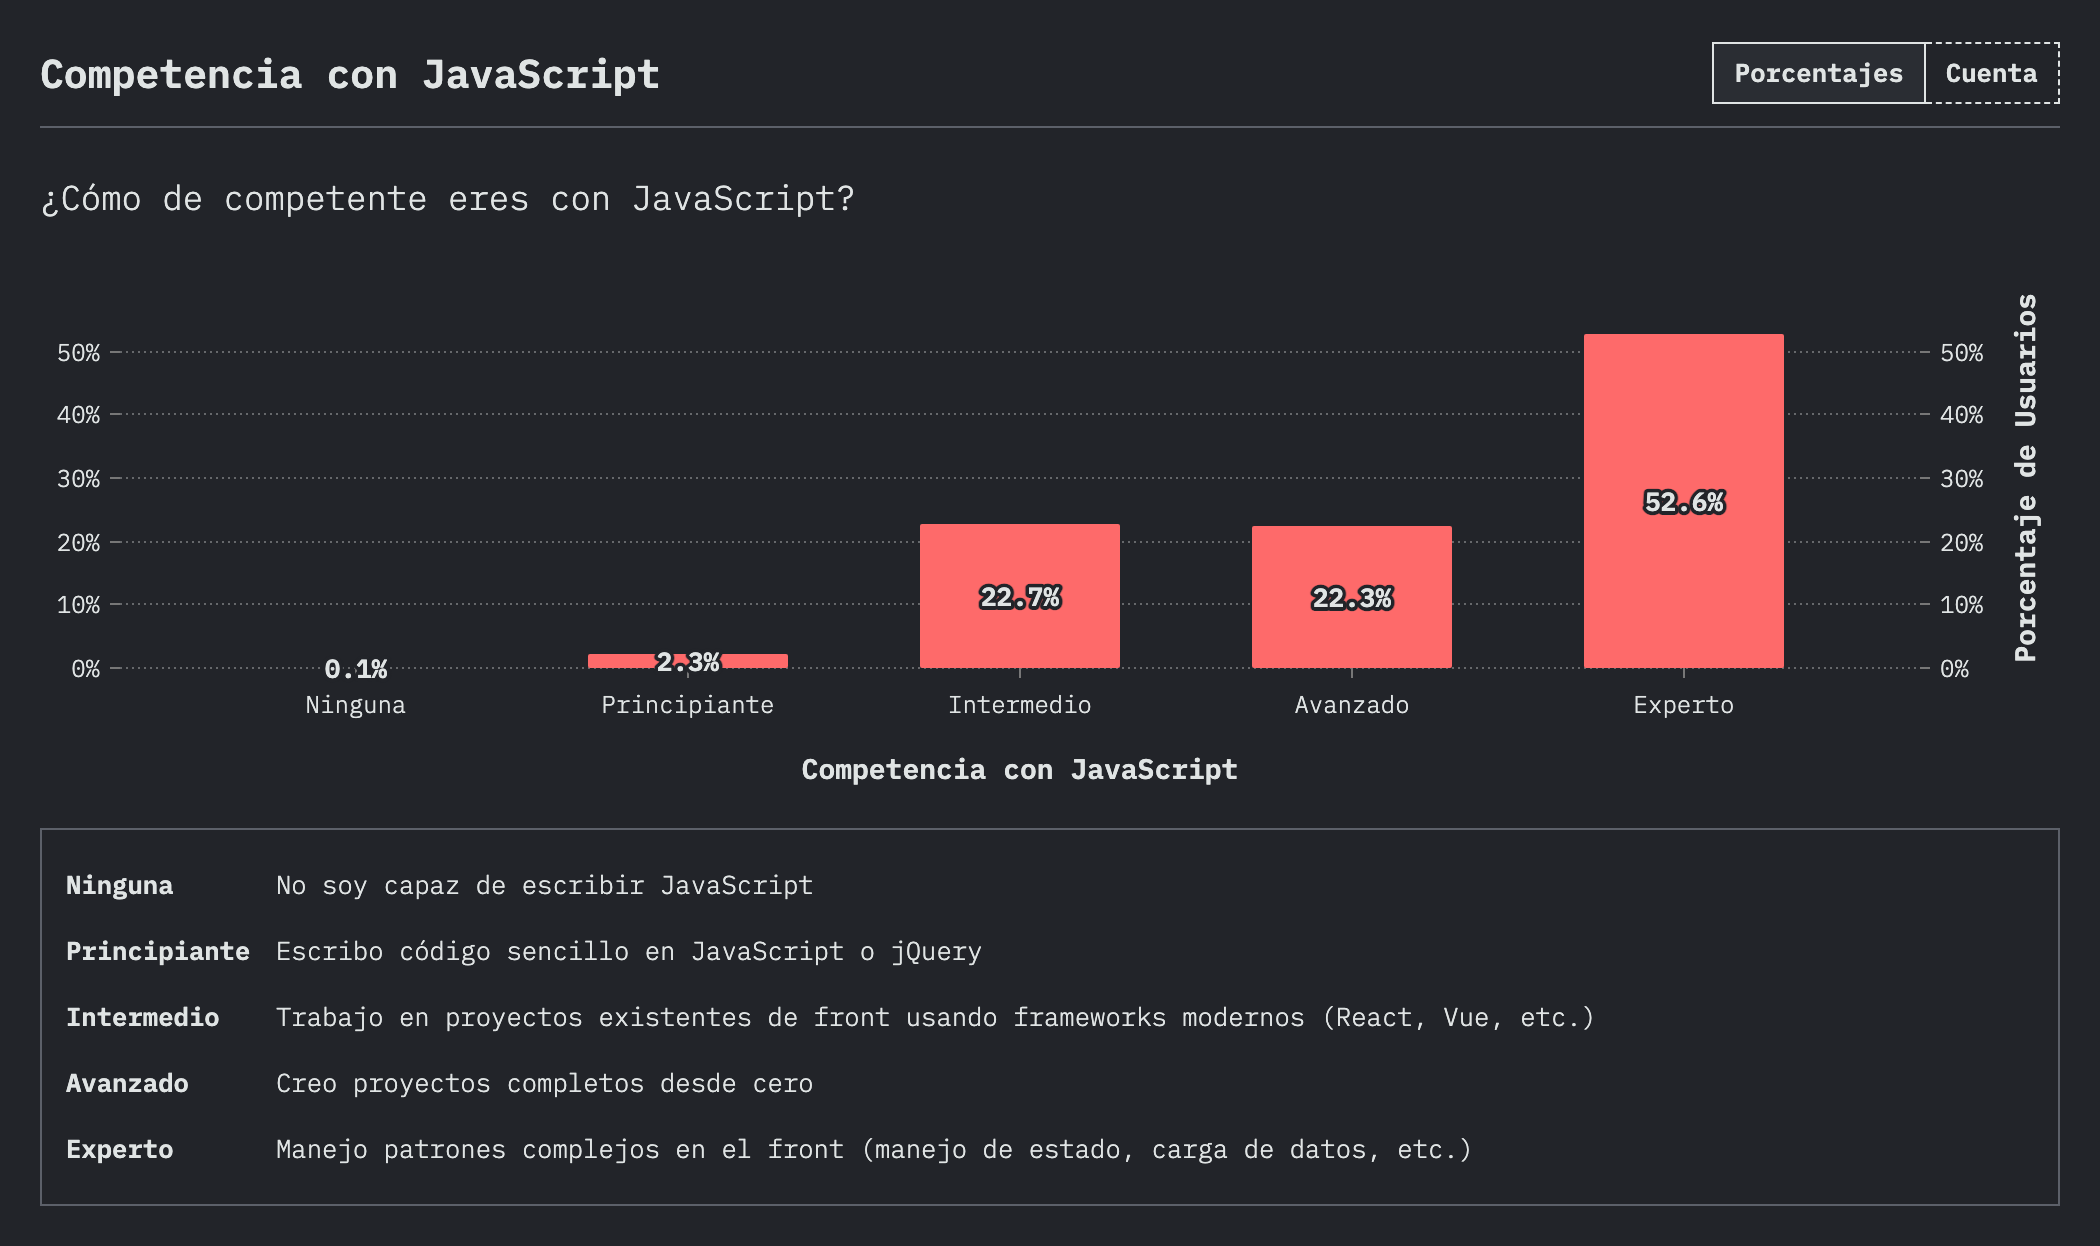 Competencia con JavaScript
Porcentajes Cuenta
¿Cómo de competente eres con JavaScript?
50% 50%
40% 40%
30% 30%
20% 20%
10% 10%
0% 0%
0.1% 2.3% 22.7% 22.3% 52.6%
Ninguna Principiante Intermedio Avanzado Experto
Competencia con JavaScript
Porcentaje de Usuarios
Ninguna No soy capaz de escribir JavaScript
Principiante Escribo código sencillo en JavaScript o jQuery
Intermedio Trabajo en proyectos existentes de front usando frameworks modernos (React, Vue, etc.)
Avanzado Creo proyectos completos desde cero
Experto Manejo patrones complejos en el front (manejo de estado, carga de datos, etc.)